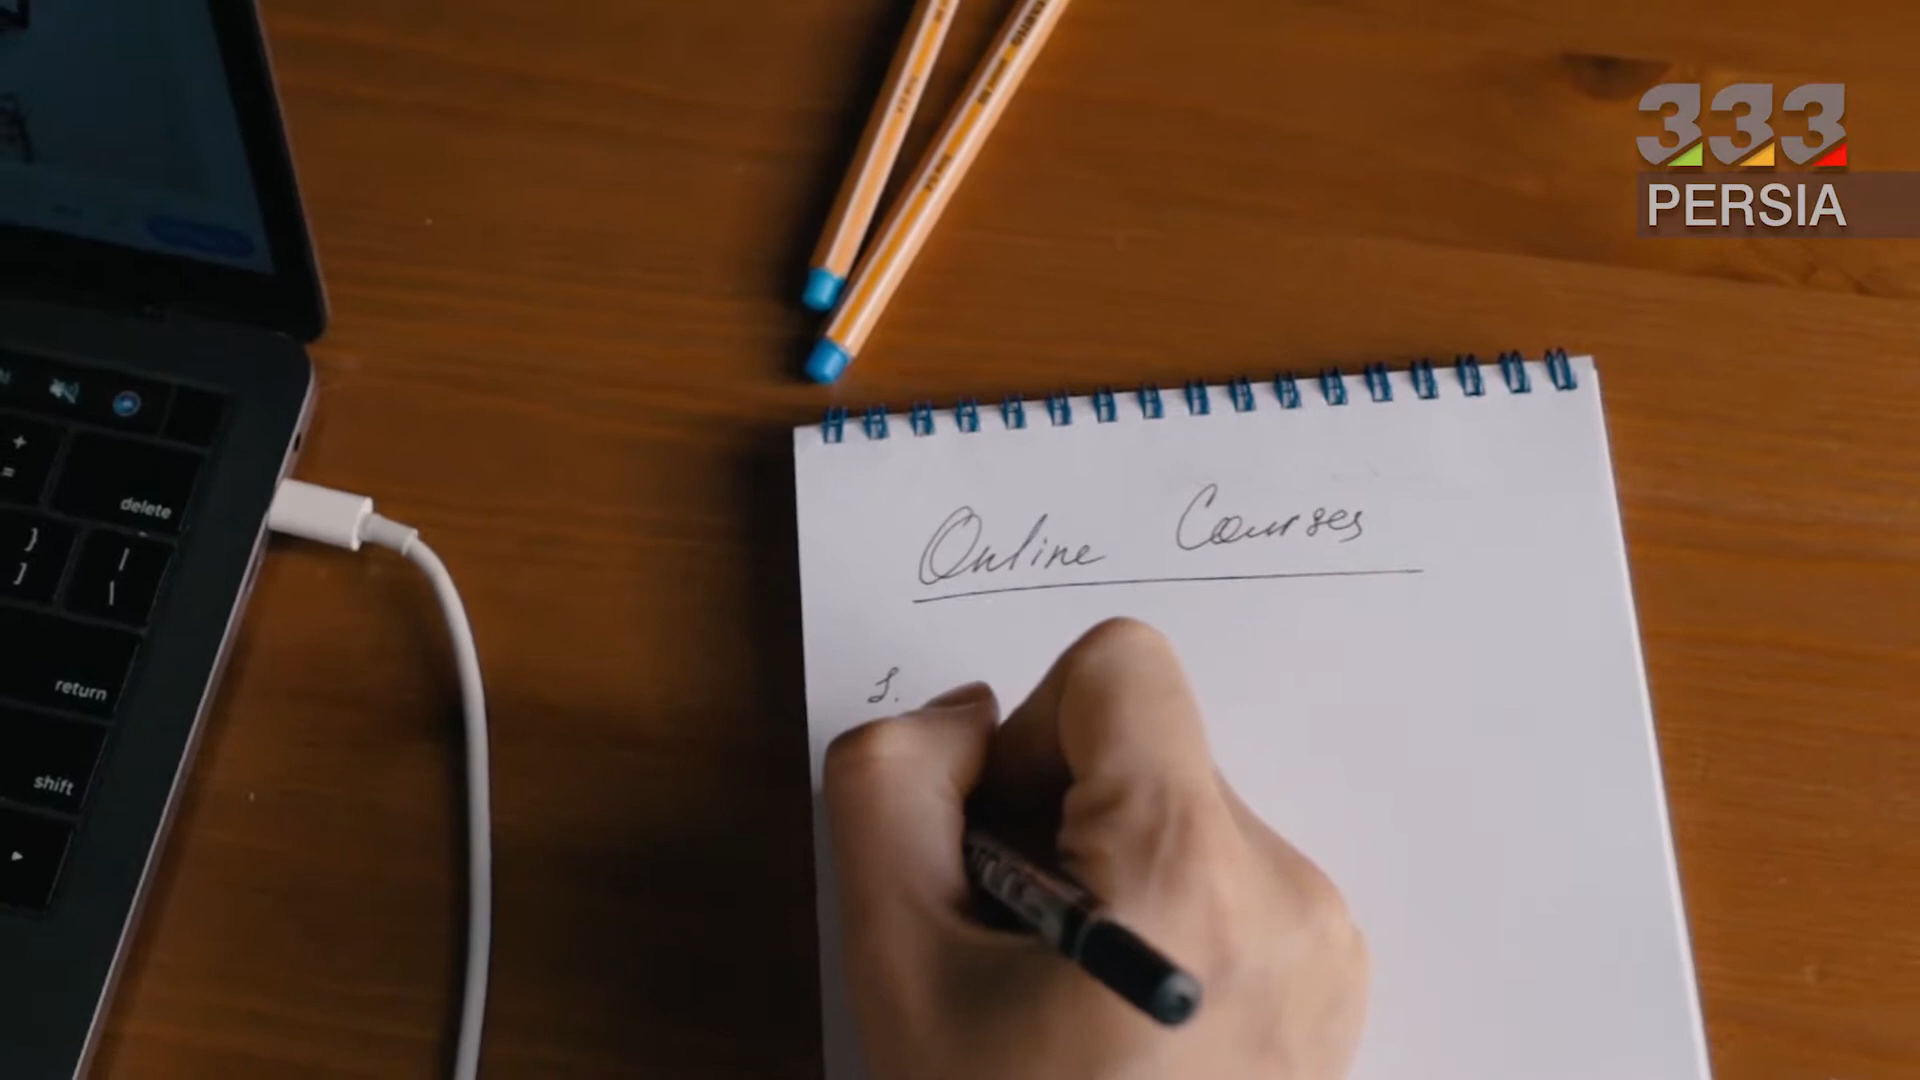 333
PERSIA
Online Courses
1.
+
=
delete
}
]
|
\
return
shift